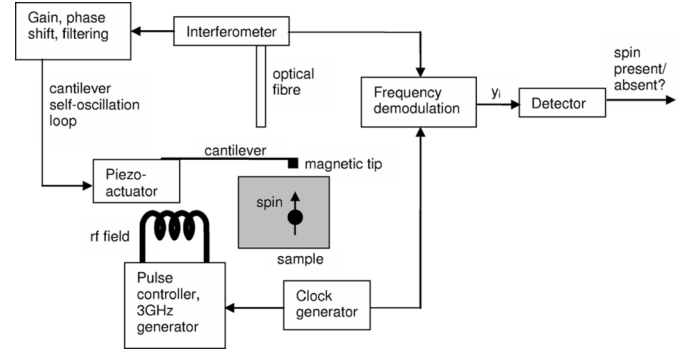 Gain, phase
shift, filtering
Interferometer
optical
fibre
cantilever
self-oscillation
loop
Frequency
demodulation
yi
Detector
spin
present/
absent?
cantilever
magnetic tip
Piezo-
actuator
spin
rf field
sample
Pulse
controller,
3GHz
generator
Clock
generator